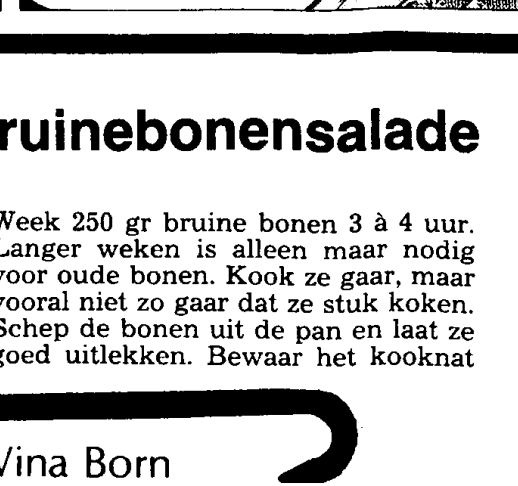 ruinebonensalade
Week 250 gr bruine bonen 3 à 4 uur.
Langer weken is alleen maar nodig
voor oude bonen. Kook ze gaar, maar
vooral niet zo gaar dat ze stuk koken.
Schep de bonen uit de pan en laat ze
goed uitlekken. Bewaar het kooknat
Wina Born